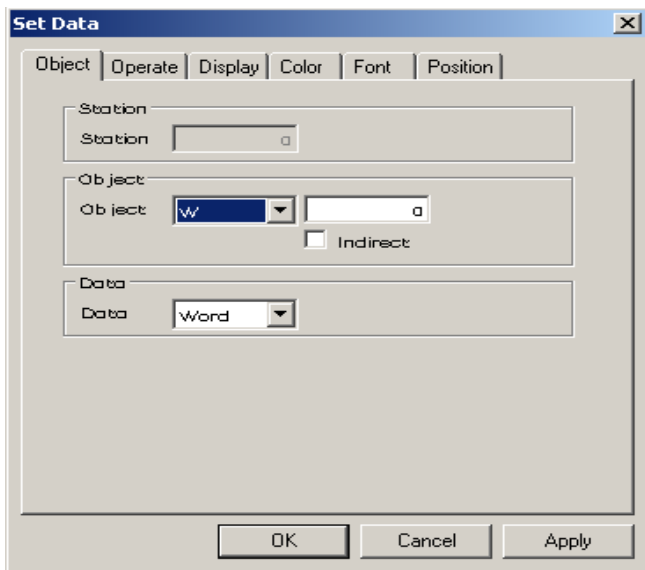 Set Data
Object Operate Display Color Font Position
Station
Station 0
Object
Object W 0
Indirect
Data
Data Word
OK Cancel Apply